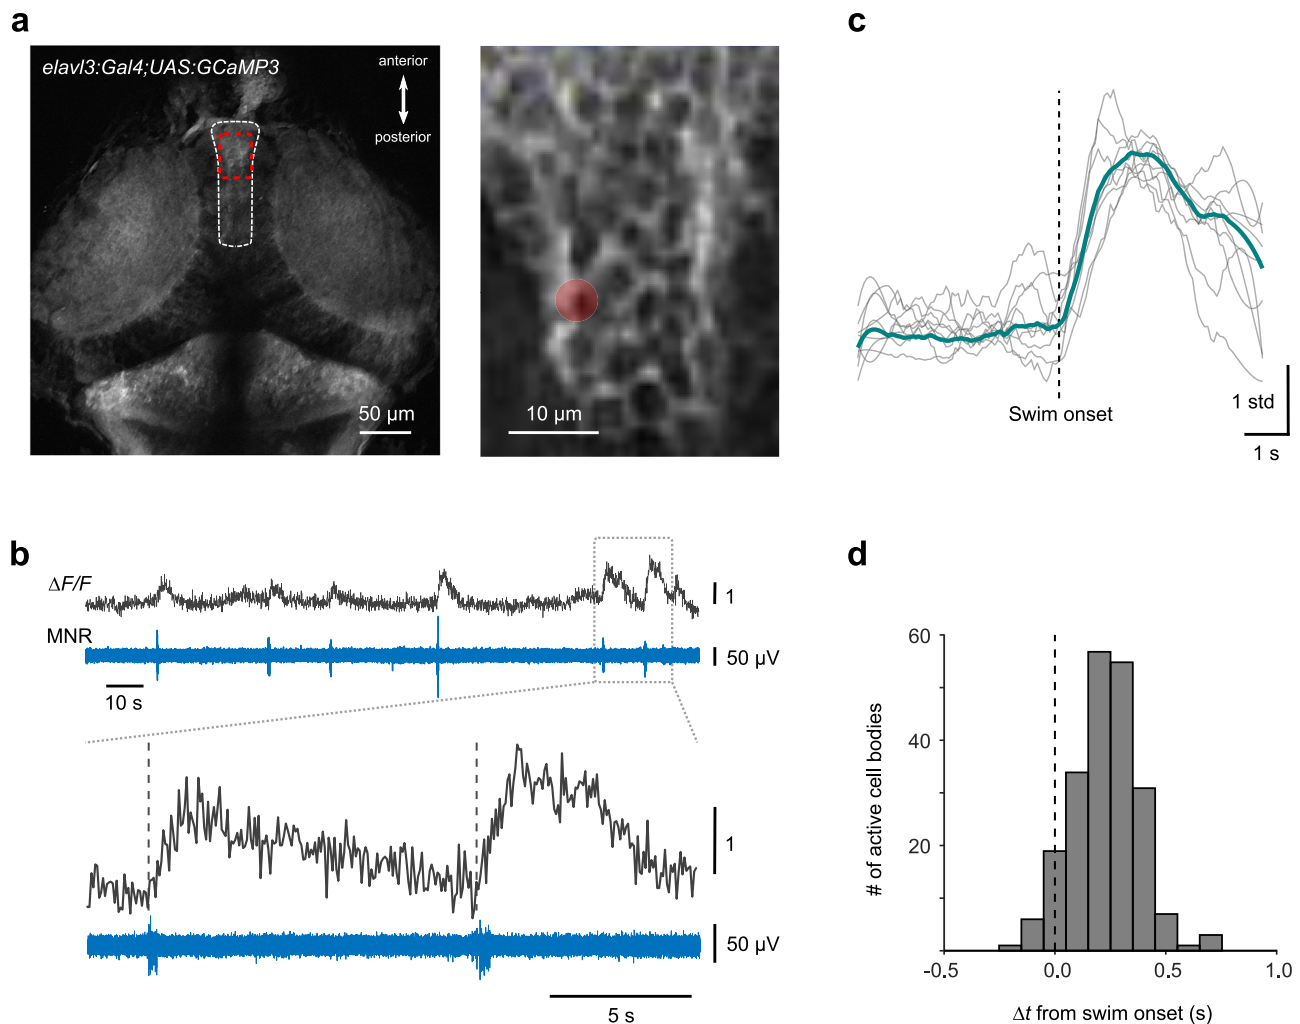 a
elavl3:Gal4;UAS:GCaMP3
anterior
posterior
50 µm
10 µm
b
ΔF/F
1
MNR
50 µV
10 s
1
50 µV
5 s
c
Swim onset
1 std
1 s
d
# of active cell bodies
60
40
20
-0.5
0.0
0.5
1.0
Δt from swim onset (s)